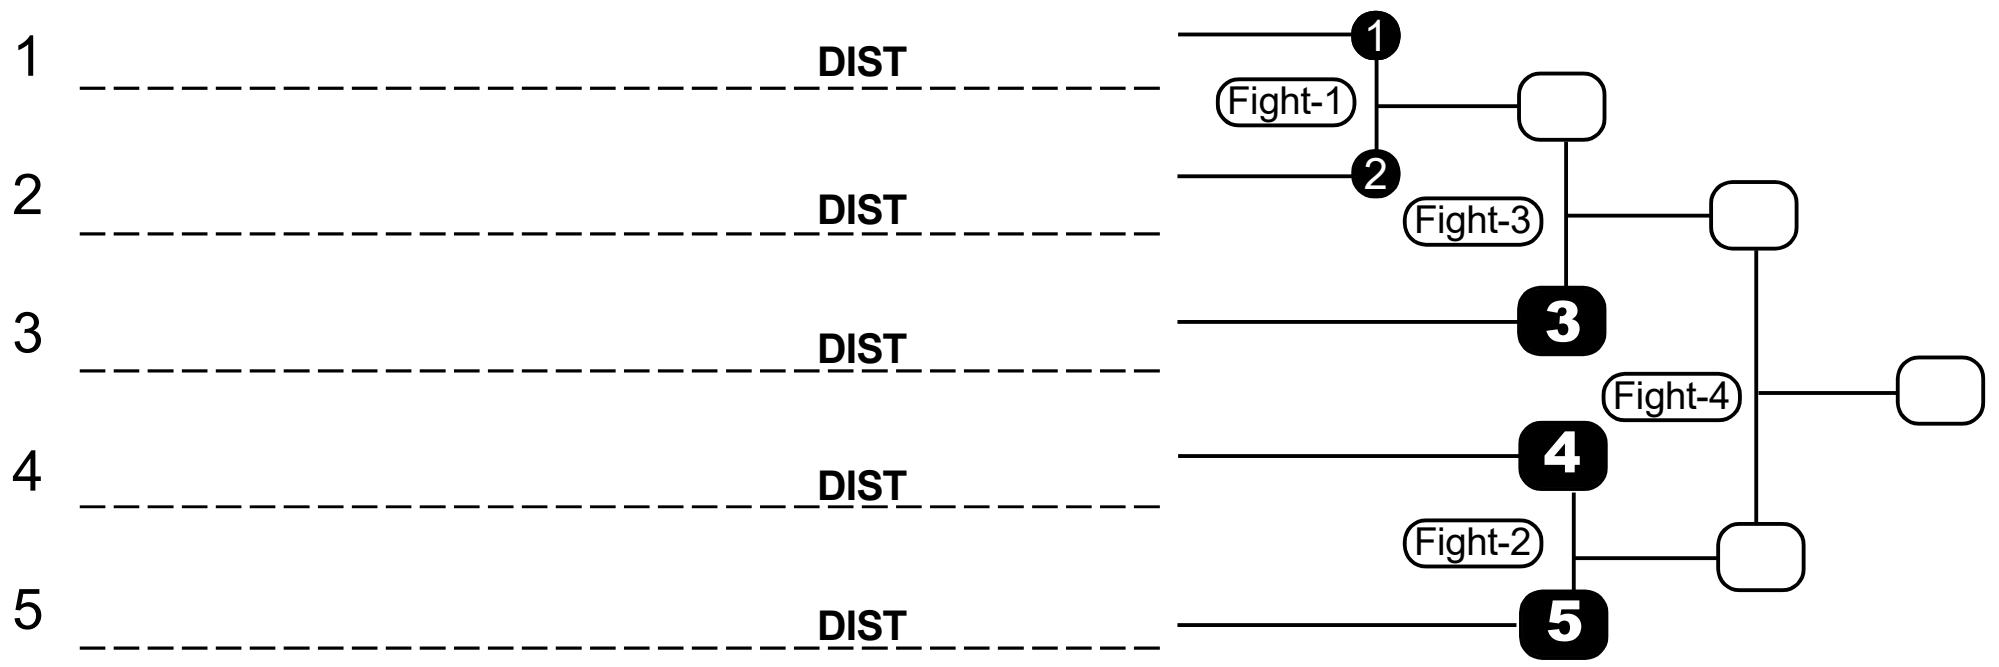 1 DIST 1
Fight-1
2 DIST 2
Fight-3
3 DIST 3
Fight-4
4 DIST 4
Fight-2
5 DIST 5